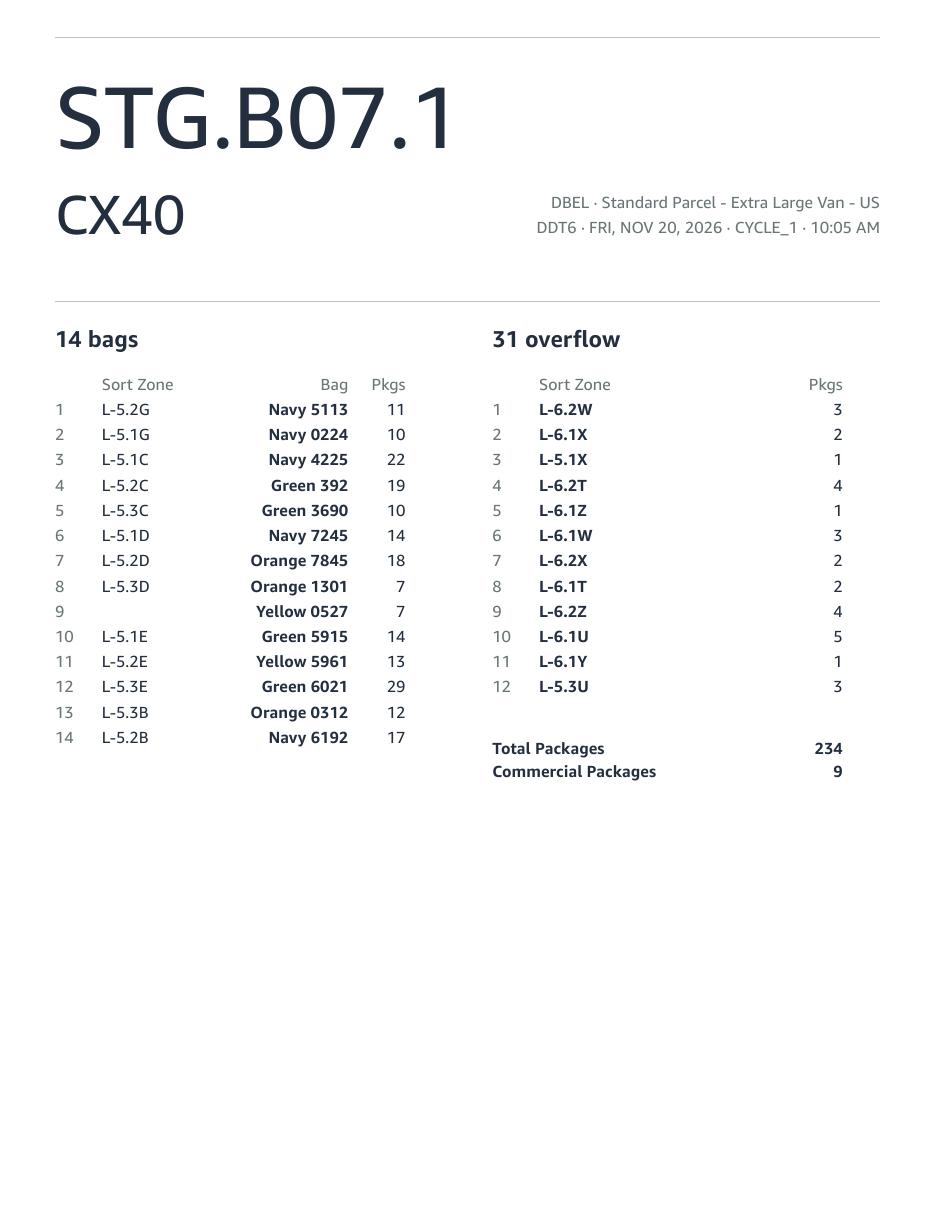 STG.B07.1
CX40
DBEL · Standard Parcel - Extra Large Van - US
DDT6 · FRI, NOV 20, 2026 · CYCLE_1 · 10:05 AM
14 bags
Sort Zone Bag Pkgs
1 L-5.2G Navy 5113 11
2 L-5.1G Navy 0224 10
3 L-5.1C Navy 4225 22
4 L-5.2C Green 392 19
5 L-5.3C Green 3690 10
6 L-5.1D Navy 7245 14
7 L-5.2D Orange 7845 18
8 L-5.3D Orange 1301 7
9 Yellow 0527 7
10 L-5.1E Green 5915 14
11 L-5.2E Yellow 5961 13
12 L-5.3E Green 6021 29
13 L-5.3B Orange 0312 12
14 L-5.2B Navy 6192 17
31 overflow
Sort Zone Pkgs
1 L-6.2W 3
2 L-6.1X 2
3 L-5.1X 1
4 L-6.2T 4
5 L-6.1Z 1
6 L-6.1W 3
7 L-6.2X 2
8 L-6.1T 2
9 L-6.2Z 4
10 L-6.1U 5
11 L-6.1Y 1
12 L-5.3U 3
Total Packages 234
Commercial Packages 9